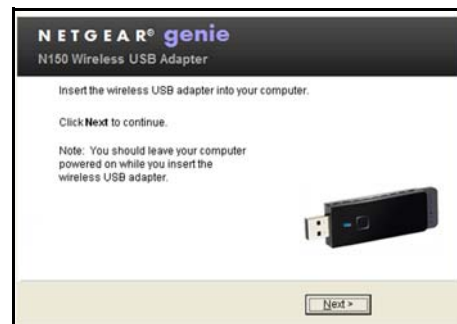 NETGEAR® genie
N150 Wireless USB Adapter
Insert the wireless USB adapter into your computer.
Click Next to continue.
Note: You should leave your computer
powered on while you insert the
wireless USB adapter.
Next >